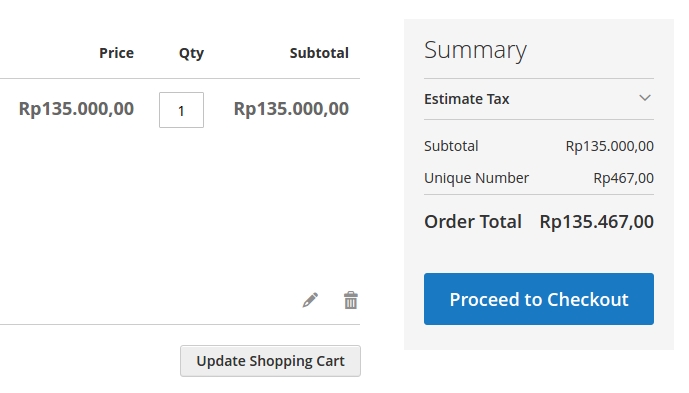 Price Qty Subtotal
Rp135.000,00 1 Rp135.000,00
Update Shopping Cart
Summary
Estimate Tax
Subtotal Rp135.000,00
Unique Number Rp467,00
Order Total Rp135.467,00
Proceed to Checkout